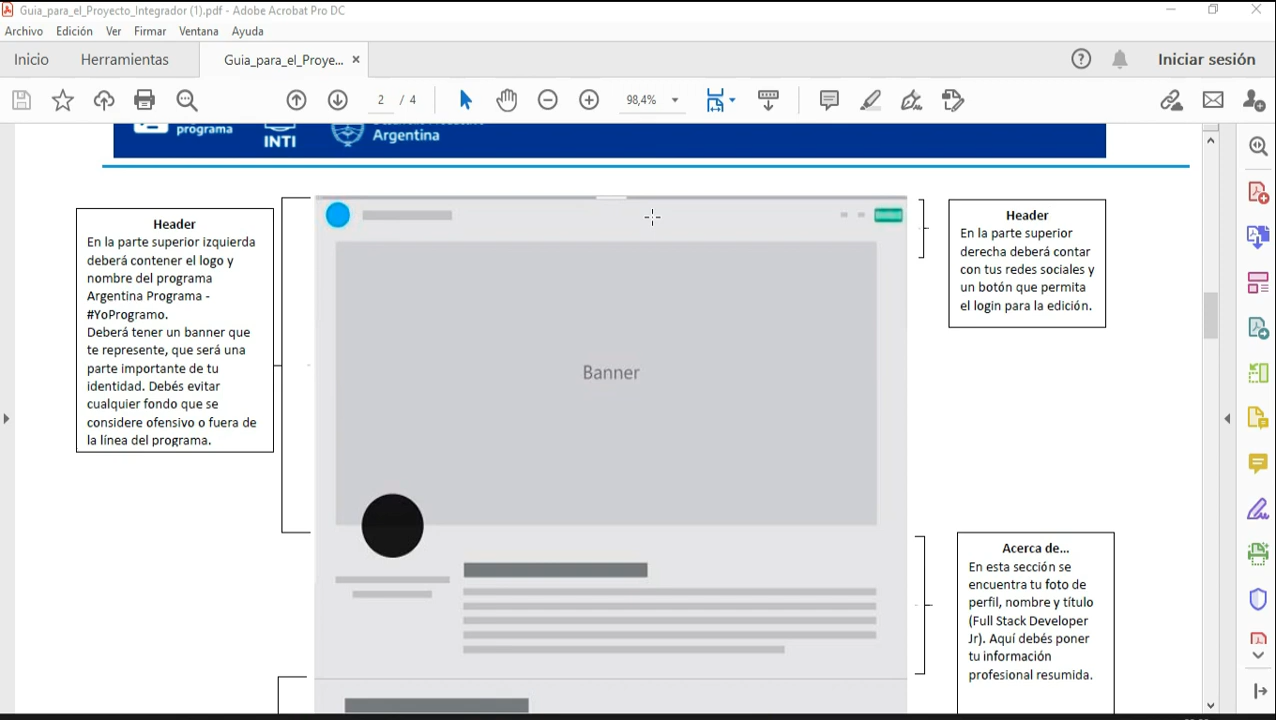 Guia_para_el_Proyecto_Integrador (1).pdf - Adobe Acrobat Pro DC
Archivo Edición Ver Firmar Ventana Ayuda
Inicio Herramientas Guia_para_el_Proye... × Iniciar sesión
2 / 4 98,4%
programa
INTI
Argentina
Header
En la parte superior izquierda
deberá contener el logo y
nombre del programa
Argentina Programa -
#YoProgramo.
Deberá tener un banner que
te represente, que será una
parte importante de tu
identidad. Debés evitar
cualquier fondo que se
considere ofensivo o fuera de
la línea del programa.
Header
En la parte superior
derecha deberá contar
con tus redes sociales y
un botón que permita
el login para la edición.
Banner
Acerca de...
En esta sección se
encuentra tu foto de
perfil, nombre y título
(Full Stack Developer
Jr). Aquí debés poner
tu información
profesional resumida.